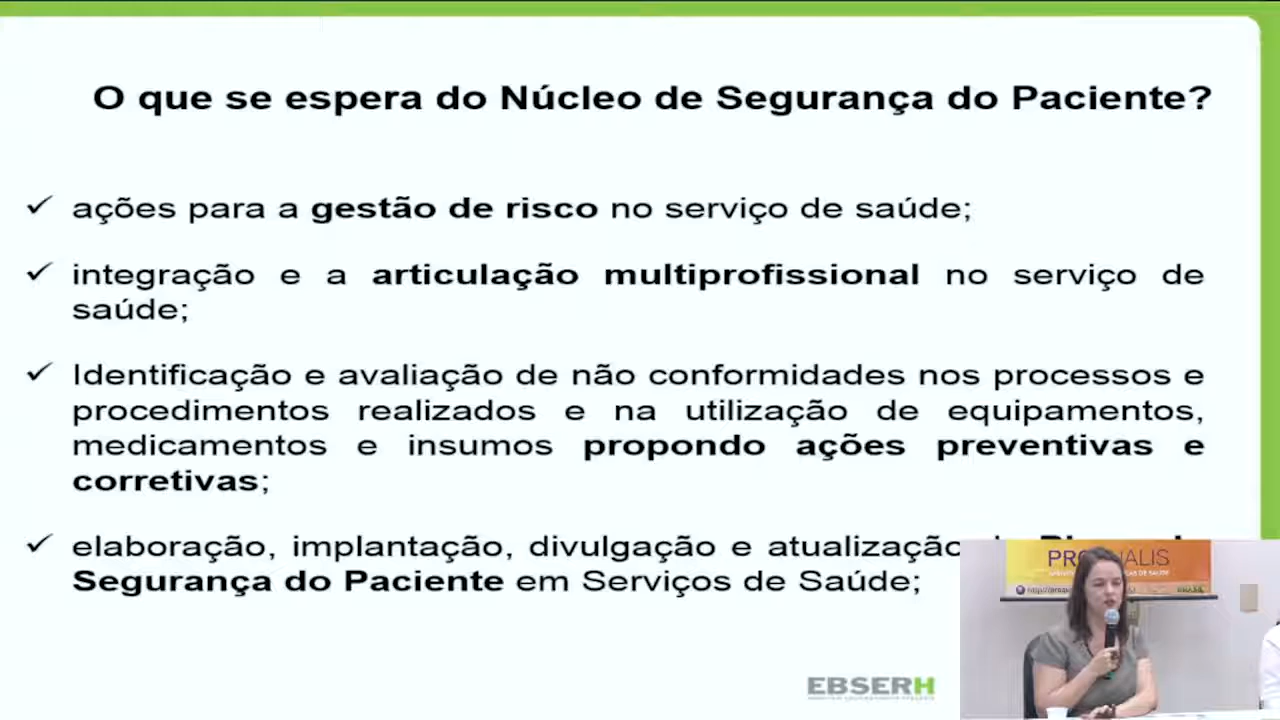 O que se espera do Núcleo de Segurança do Paciente?
✓ ações para a gestão de risco no serviço de saúde;
✓ integração e a articulação multiprofissional no serviço de
saúde;
✓ Identificação e avaliação de não conformidades nos processos e
procedimentos realizados e na utilização de equipamentos,
medicamentos e insumos propondo ações preventivas e
corretivas;
✓ elaboração, implantação, divulgação e atualização
Segurança do Paciente em Serviços de Saúde;
EBSERH